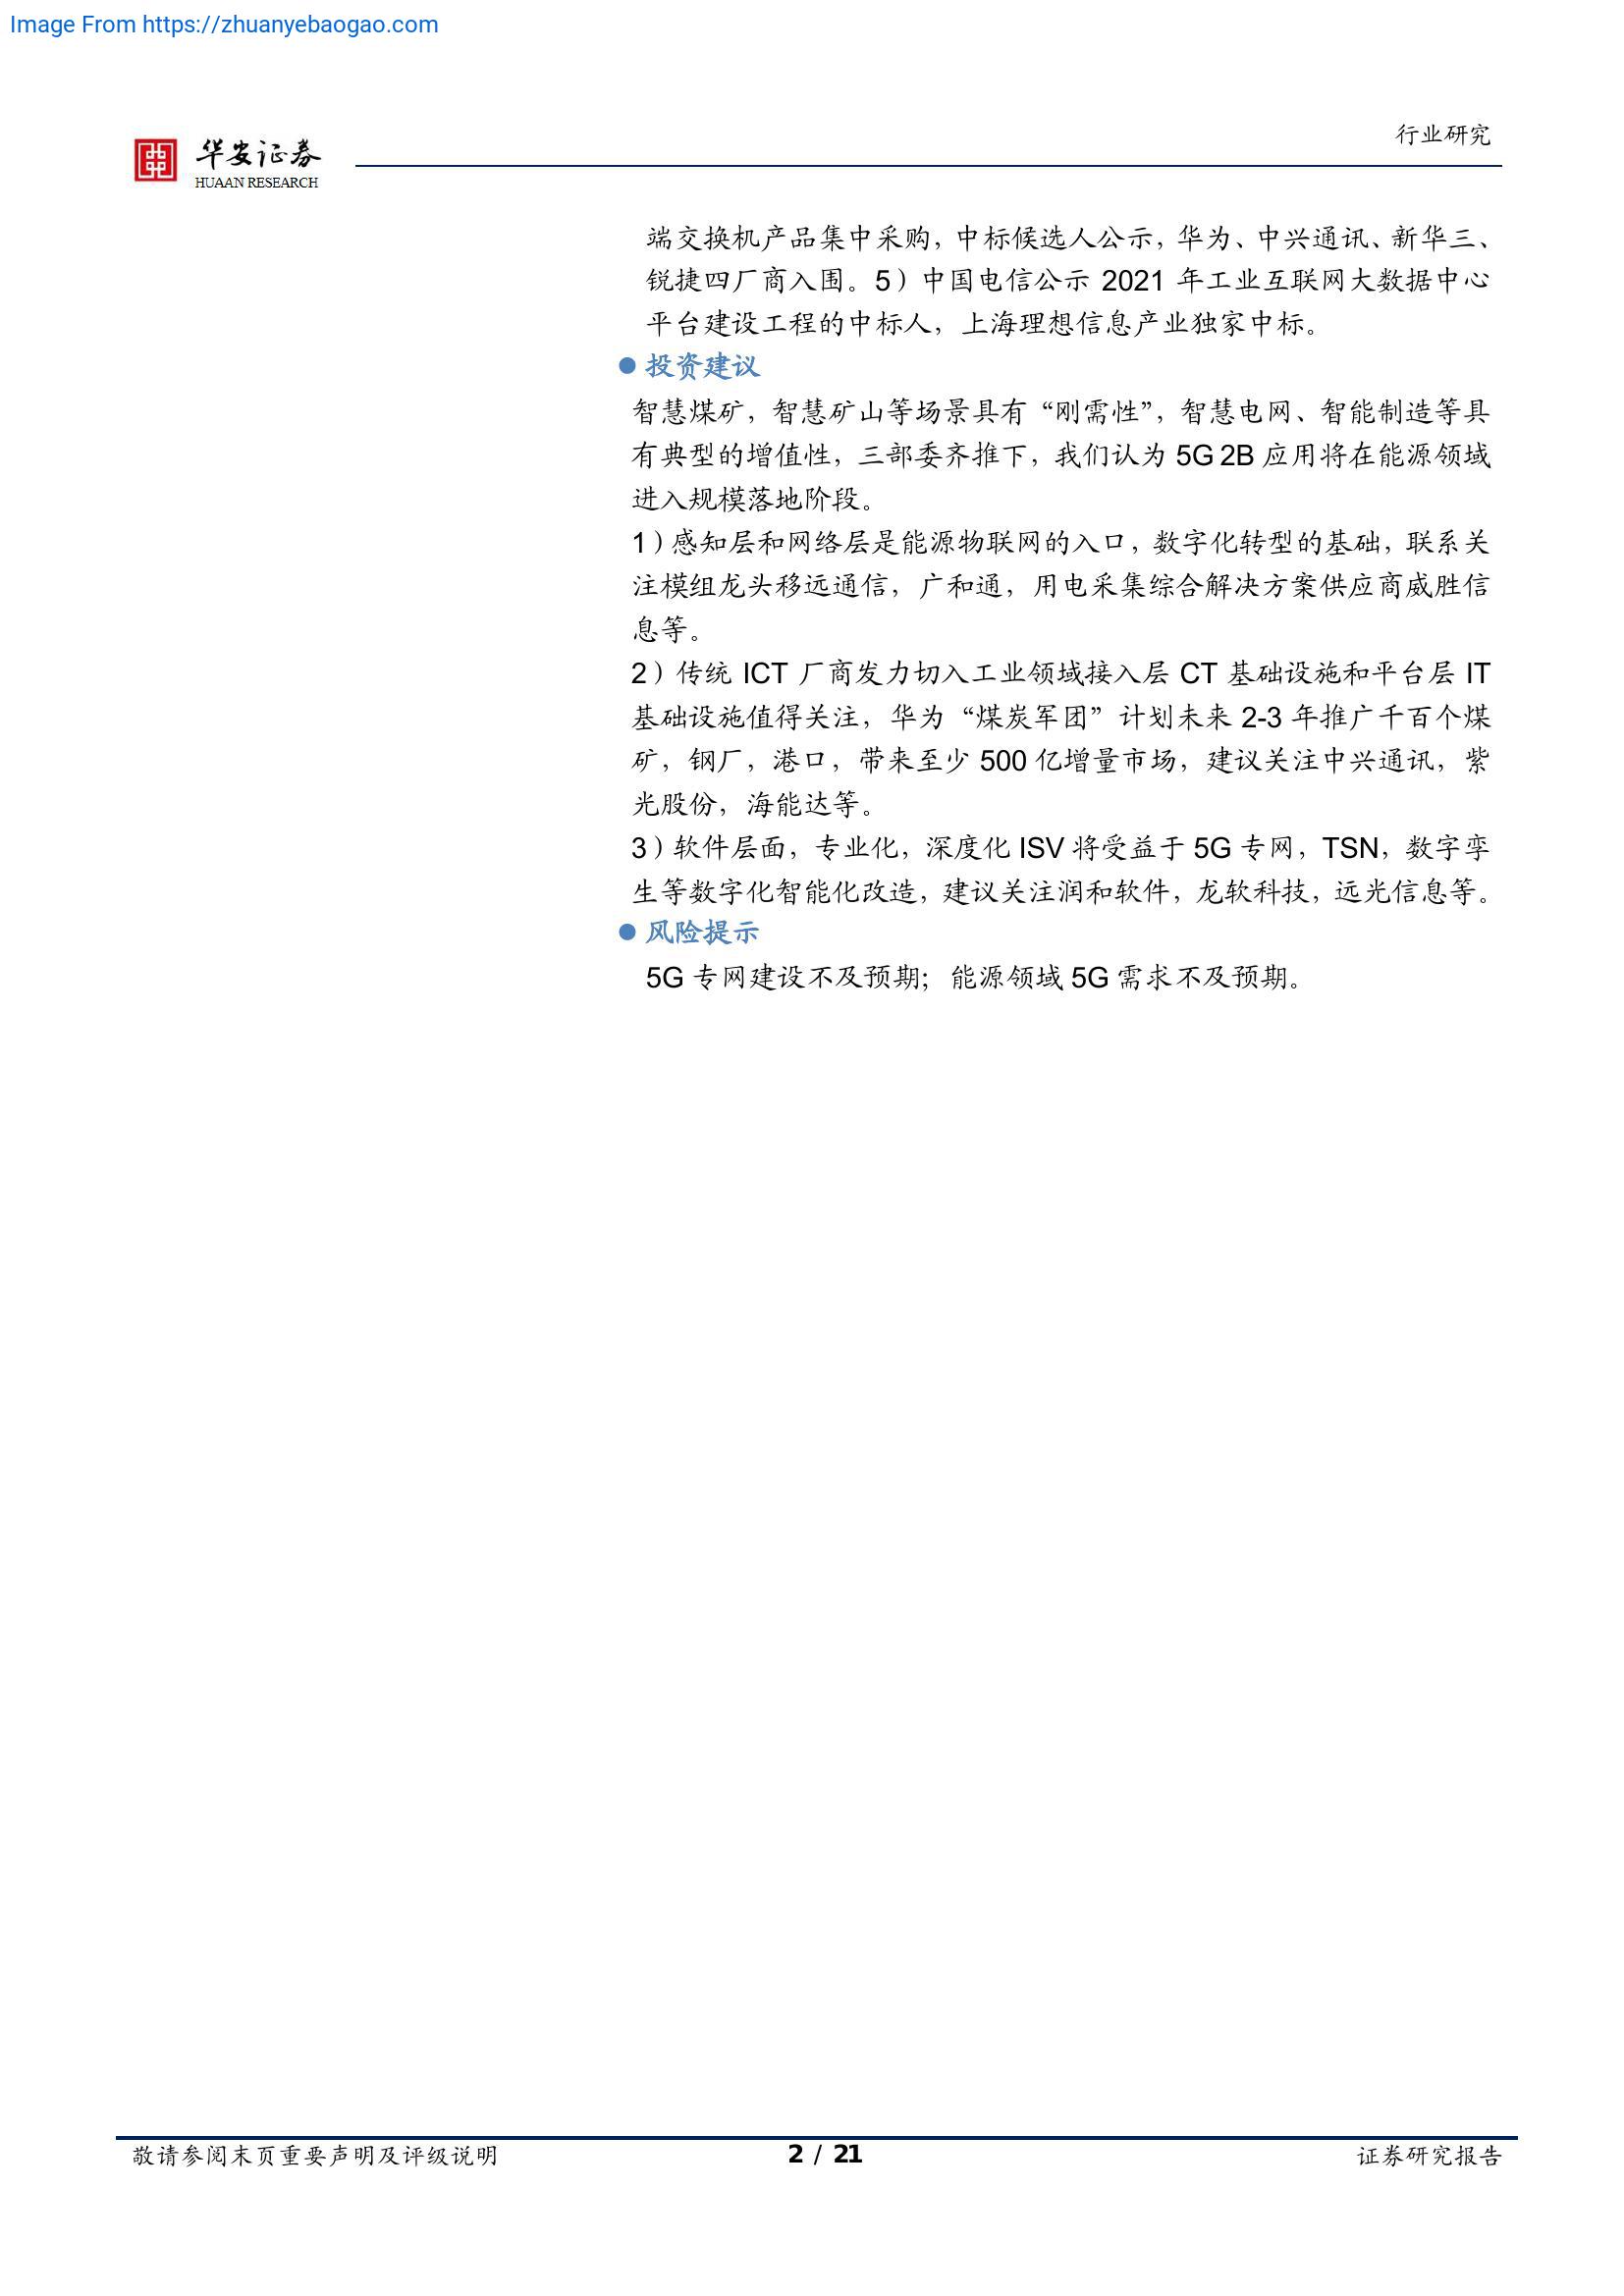 Image From https://zhuanyebaogao.com
行业研究
华安证券
HUAAN RESEARCH
端交换机产品集中采购，中标候选人公示，华为、中兴通讯、新华三、
锐捷四厂商入围。5）中国电信公示 2021 年工业互联网大数据中心
平台建设工程的中标人，上海理想信息产业独家中标。
投资建议
智慧煤矿，智慧矿山等场景具有“刚需性”，智慧电网、智能制造等具
有典型的增值性，三部委齐推下，我们认为 5G 2B 应用将在能源领域
进入规模落地阶段。
1）感知层和网络层是能源物联网的入口，数字化转型的基础，联系关
注模组龙头移远通信，广和通，用电采集综合解决方案供应商威胜信
息等。
2）传统 ICT 厂商发力切入工业领域接入层 CT 基础设施和平台层 IT
基础设施值得关注，华为“煤炭军团”计划未来 2-3 年推广千百个煤
矿，钢厂，港口，带来至少 500 亿增量市场，建议关注中兴通讯，紫
光股份，海能达等。
3）软件层面，专业化，深度化 ISV 将受益于 5G 专网，TSN，数字孪
生等数字化智能化改造，建议关注润和软件，龙软科技，远光信息等。
风险提示
5G 专网建设不及预期；能源领域 5G 需求不及预期。
敬请参阅末页重要声明及评级说明
2 / 21
证券研究报告